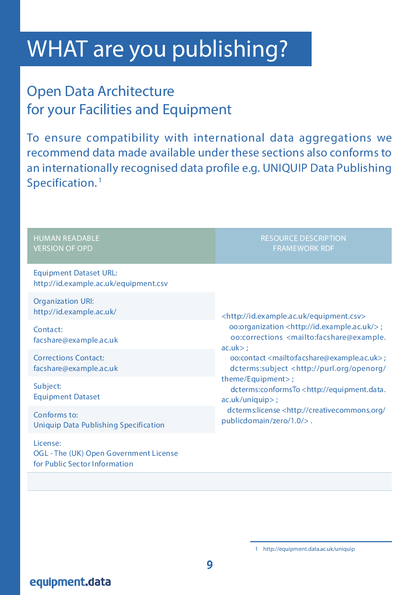 WHAT are you publishing?
Open Data Architecture
for your Facilities and Equipment
To ensure compatibility with international data aggregations we
recommend data made available under these sections also conforms to
an internationally recognised data profile e.g. UNIQUIP Data Publishing
Specification. 1
HUMAN READABLE
VERSION OF OPD
Equipment Dataset URL:
http://id.example.ac.uk/equipment.csv
Organization URI:
http://id.example.ac.uk/
Contact:
facshare@example.ac.uk
Corrections Contact:
facshare@example.ac.uk
Subject:
Equipment Dataset
Conforms to:
Uniquip Data Publishing Specification
License:
OGL - The (UK) Open Government License
for Public Sector Information
RESOURCE DESCRIPTION
FRAMEWORK RDF
<http://id.example.ac.uk/equipment.csv>
oo:organization <http://id.example.ac.uk/> ;
oo:corrections <mailto:facshare@example.
ac.uk> ;
oo:contact <mailto:facshare@example.ac.uk> ;
dcterms:subject <http://purl.org/openorg/
theme/Equipment> ;
dcterms:conformsTo <http://equipment.data.
ac.uk/uniquip> ;
dcterms:license <http://creativecommons.org/
publicdomain/zero/1.0/> .
1 http://equipment.data.ac.uk/uniquip
9
equipment.data